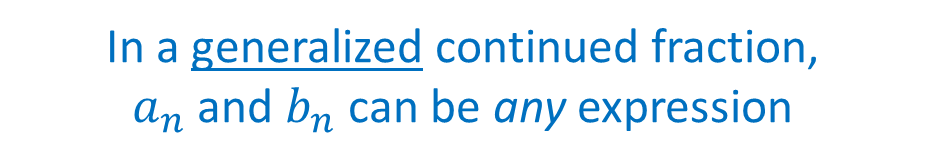 In a generalized continued fraction,
aₙ and bₙ can be any expression